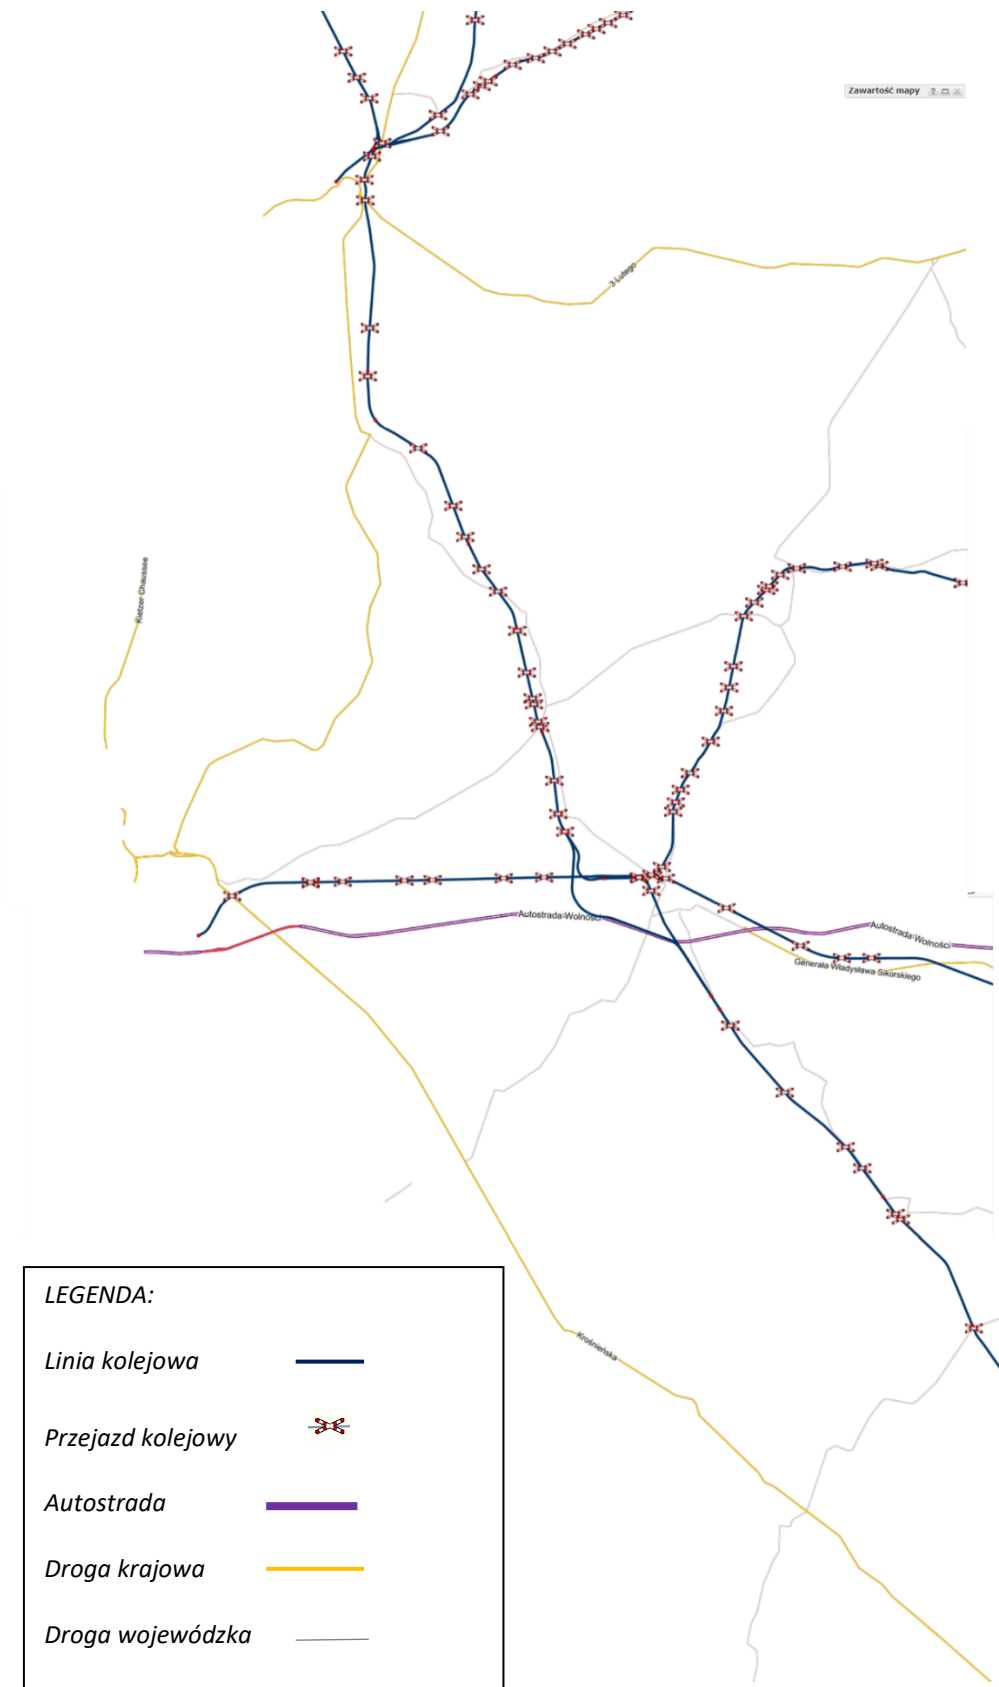 Zawartość mapy
3 Lutego
Kietzer Chaussee
Autostrada Wolności
Autostrada Wolności
Generała Władysława Sikorskiego
Krośnieńska
LEGENDA:
Linia kolejowa
Przejazd kolejowy
Autostrada
Droga krajowa
Droga wojewódzka